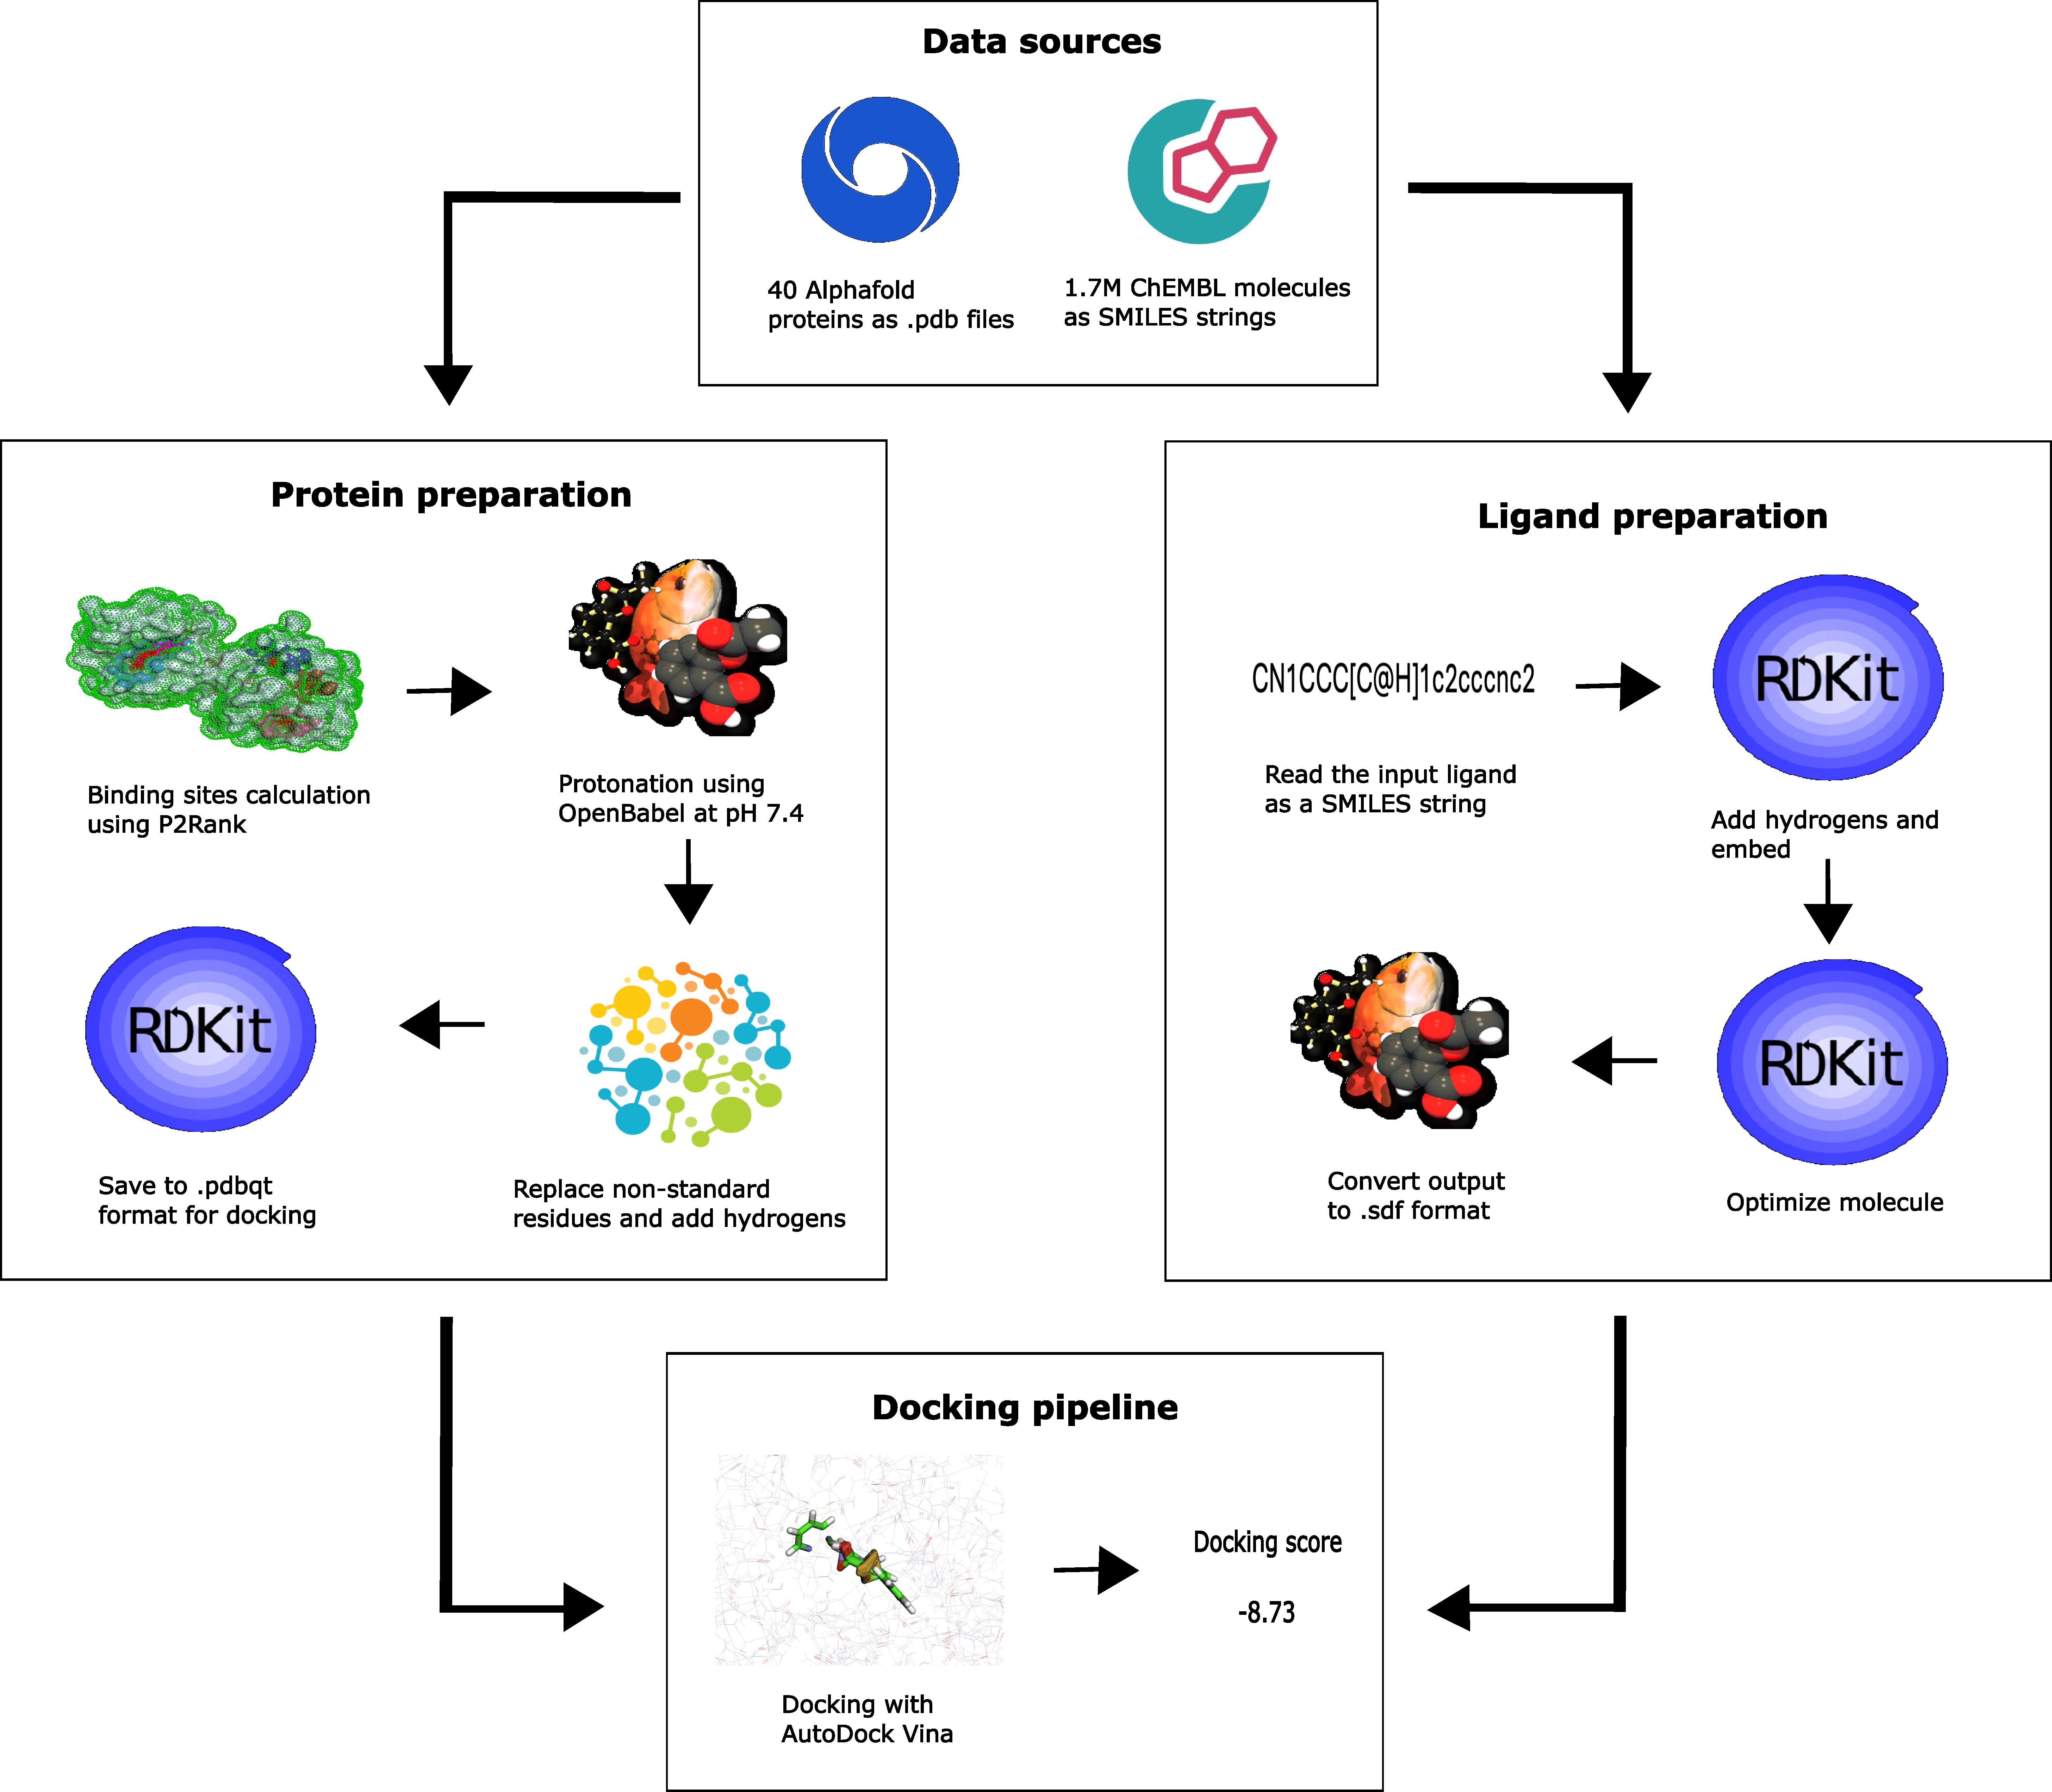 Data sources
40 Alphafold
proteins as .pdb files
1.7M ChEMBL molecules
as SMILES strings
Protein preparation
Binding sites calculation
using P2Rank
Protonation using
OpenBabel at pH 7.4
RDKit
Save to .pdbqt
format for docking
Replace non-standard
residues and add hydrogens
Ligand preparation
CN1CCC[C@H]1c2cccnc2
Read the input ligand
as a SMILES string
RDKit
Add hydrogens and
embed
RDKit
Optimize molecule
Convert output
to .sdf format
Docking pipeline
Docking with
AutoDock Vina
Docking score
-8.73